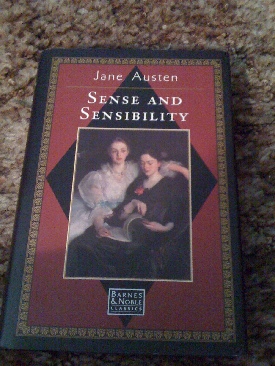 Jane Austen
SENSE AND
SENSIBILITY
BARNES
& NOBLE
CLASSICS